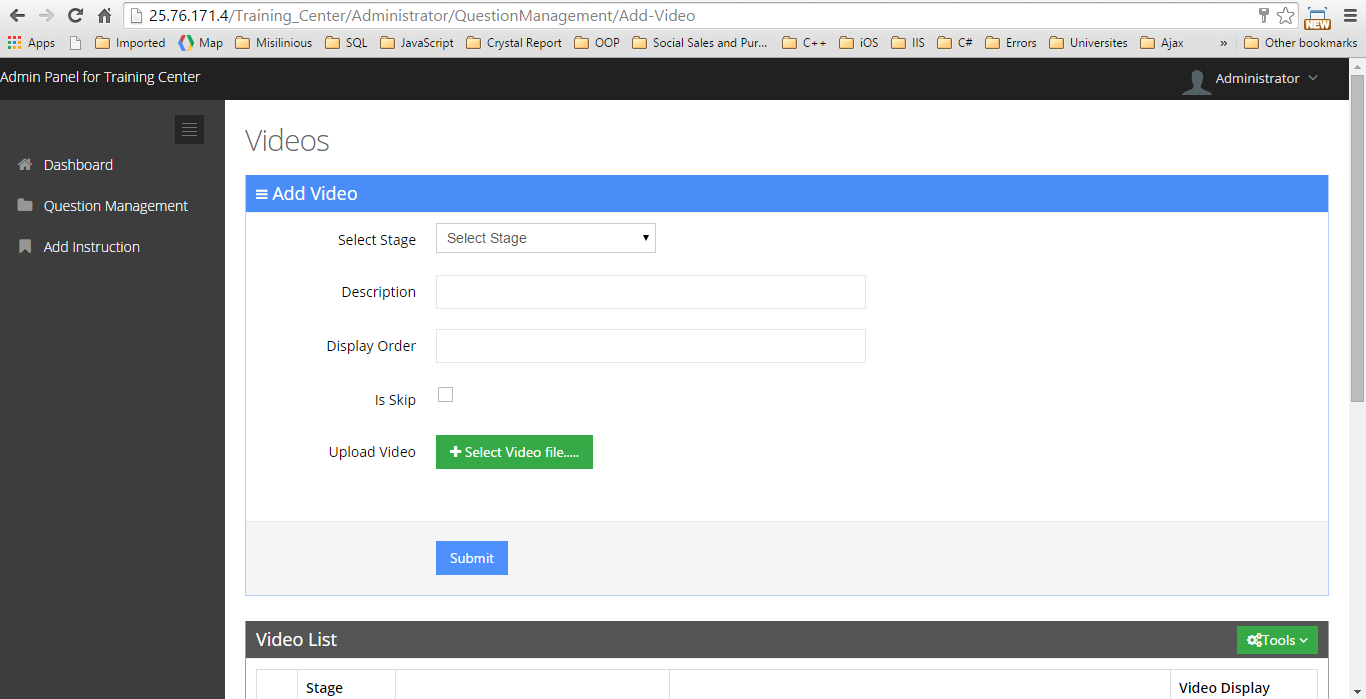 25.76.171.4/Training_Center/Administrator/QuestionManagement/Add-Video
NEW
Apps Imported Map Misilinious SQL JavaScript Crystal Report OOP Social Sales and Pur... C++ iOS IIS C# Errors Universites Ajax » Other bookmarks
Admin Panel for Training Center
Administrator
Dashboard
Question Management
Add Instruction
Videos
Add Video
Select Stage
Select Stage
Description
Display Order
Is Skip
Upload Video
Select Video file.....
Submit
Video List
Tools
Stage
Video Display